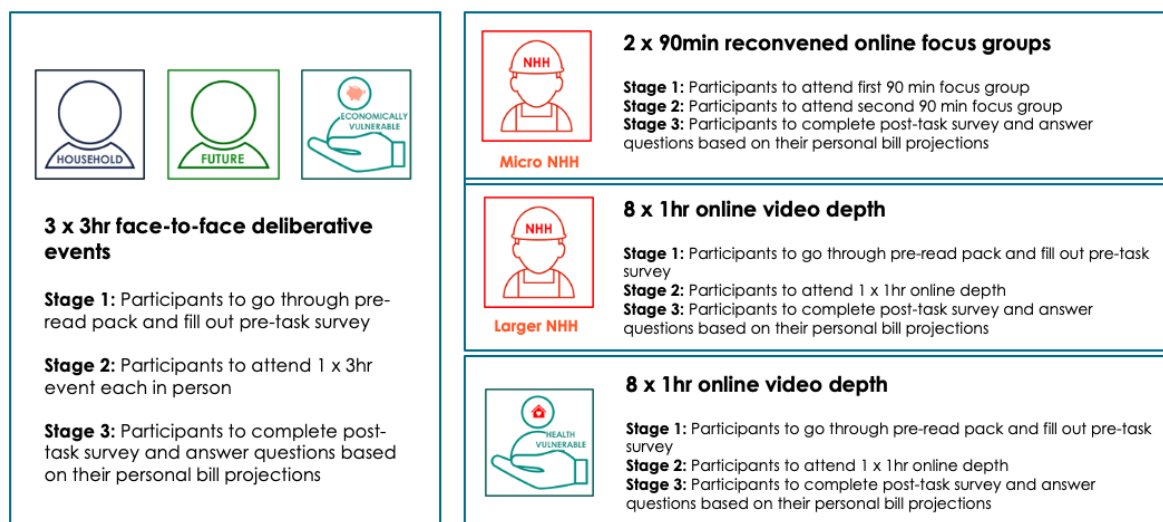 HOUSEHOLD
FUTURE
ECONOMICALLY
VULNERABLE
3 x 3hr face-to-face deliberative
events
Stage 1: Participants to go through pre-
read pack and fill out pre-task survey
Stage 2: Participants to attend 1 x 3hr
event each in person
Stage 3: Participants to complete post-
task survey and answer questions based
on their personal bill projections
NHH
Micro NHH
2 x 90min reconvened online focus groups
Stage 1: Participants to attend first 90 min focus group
Stage 2: Participants to attend second 90 min focus group
Stage 3: Participants to complete post-task survey and answer
questions based on their personal bill projections
NHH
Larger NHH
8 x 1hr online video depth
Stage 1: Participants to go through pre-read pack and fill out pre-task
survey
Stage 2: Participants to attend 1 x 1hr online depth
Stage 3: Participants to complete post-task survey and answer
questions based on their personal bill projections
HEALTH
VULNERABLE
8 x 1hr online video depth
Stage 1: Participants to go through pre-read pack and fill out pre-task
survey
Stage 2: Participants to attend 1 x 1hr online depth
Stage 3: Participants to complete post-task survey and answer
questions based on their personal bill projections